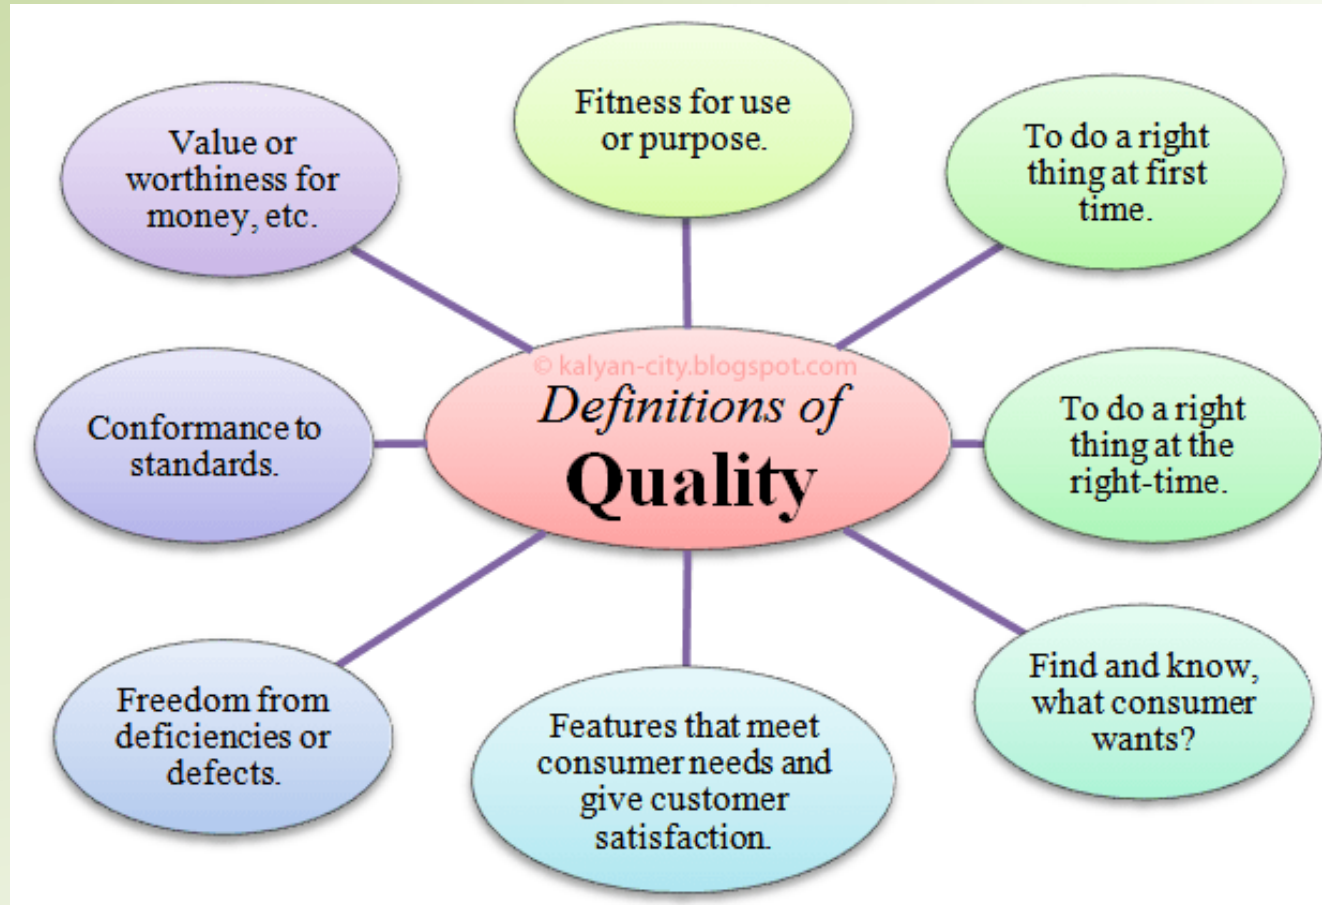 Fitness for use
or purpose.
To do a right
thing at first
time.
To do a right
thing at the
right-time.
Find and know,
what consumer
wants?
Features that meet
consumer needs and
give customer
satisfaction.
Freedom from
deficiencies or
defects.
Conformance to
standards.
Value or
worthiness for
money, etc.
© kalyan-city.blogspot.com
Definitions of
Quality